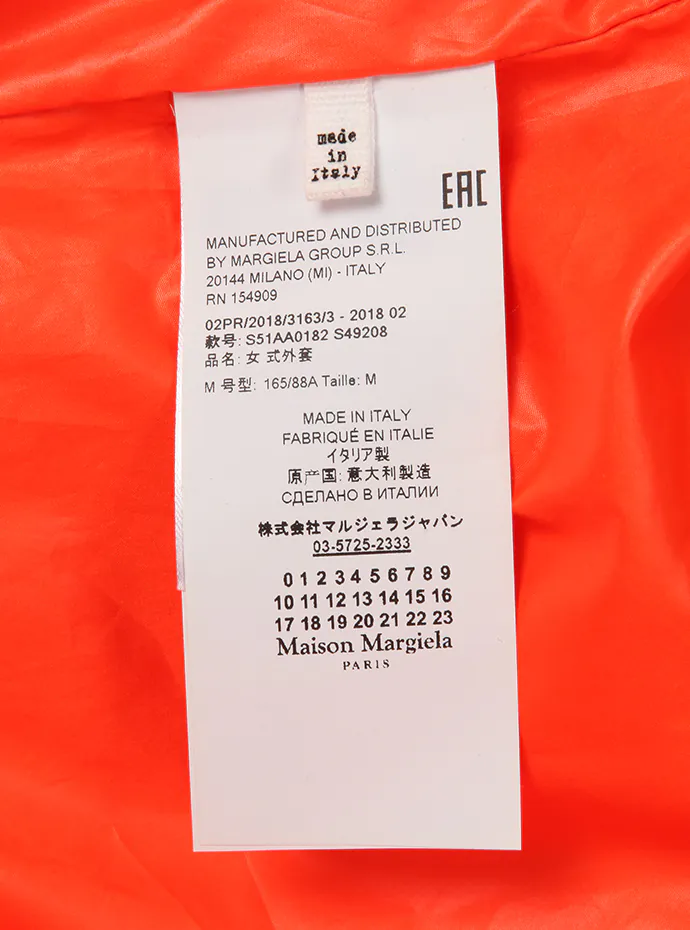 made
in
Italy
EAC
MANUFACTURED AND DISTRIBUTED
BY MARGIELA GROUP S.R.L.
20144 MILANO (MI) - ITALY
RN 154909
02PR/2018/3163/3 - 2018 02
款号: S51AA0182 S49208
品名: 女 式外套
M 号型: 165/88A Taille: M
MADE IN ITALY
FABRIQUÉ EN ITALIE
イタリア製
原产国: 意大利製造
СДЕЛАНО В ИТАЛИИ
株式会社マルジェラジャパン
03-5725-2333
0 1 2 3 4 5 6 7 8 9
10 11 12 13 14 15 16
17 18 19 20 21 22 23
Maison Margiela
PARIS